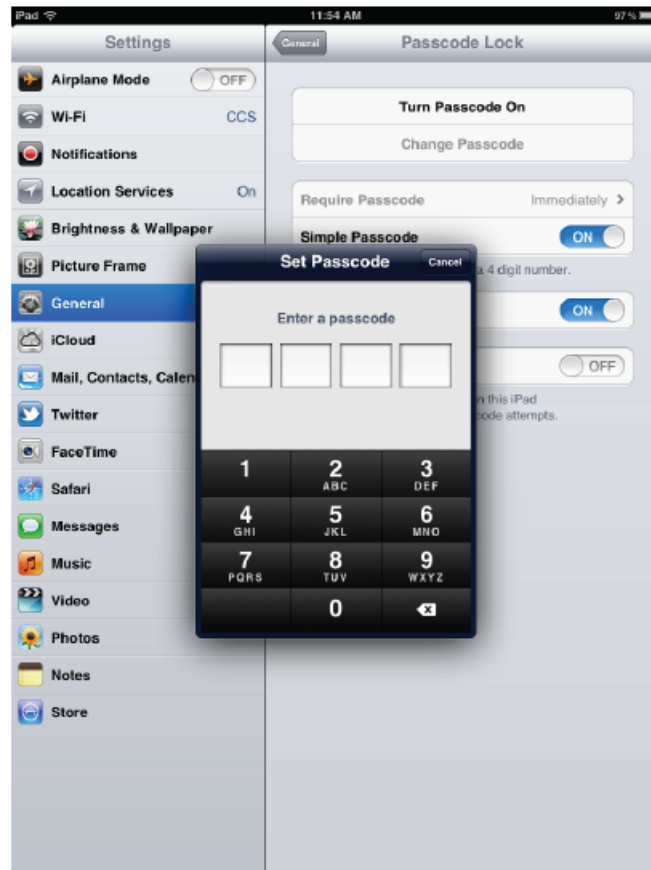 iPad
11:54 AM
97%
Settings
General
Passcode Lock
Airplane Mode
OFF
Wi-Fi
CCS
Notifications
Location Services
On
Brightness & Wallpaper
Picture Frame
General
iCloud
Mail, Contacts, Calen
Twitter
FaceTime
Safari
Messages
Music
Video
Photos
Notes
Store
Turn Passcode On
Change Passcode
Require Passcode
Immediately
Simple Passcode
ON
a 4 digit number.
ON
OFF
n this iPad
code attempts.
Set Passcode
Cancel
Enter a passcode
1
2
ABC
3
DEF
4
GHI
5
JKL
6
MNO
7
PQRS
8
TUV
9
WXYZ
0